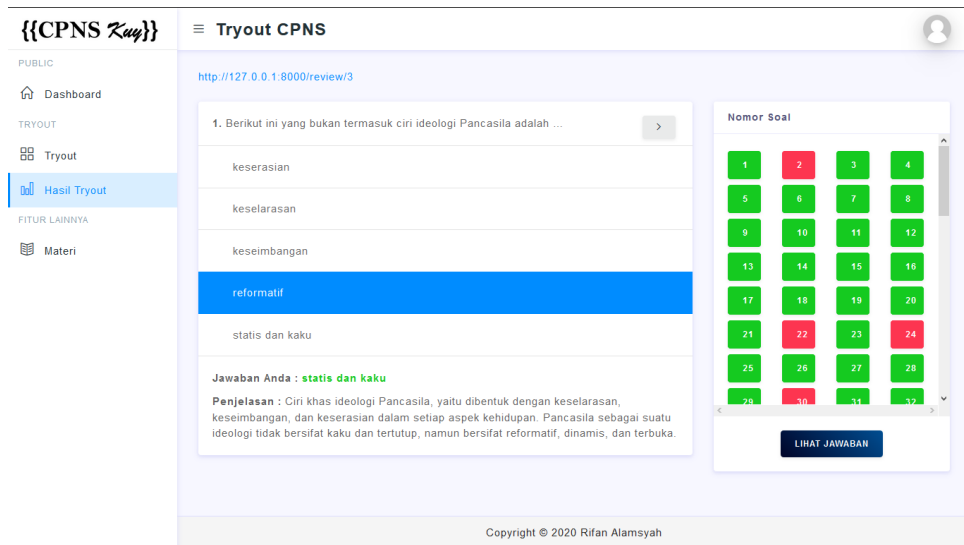 {{CPNS Kuy}}
≡ Tryout CPNS
PUBLIC
Dashboard
TRYOUT
Tryout
Hasil Tryout
FITUR LAINNYA
Materi
http://127.0.0.1:8000/review/3
1. Berikut ini yang bukan termasuk ciri ideologi Pancasila adalah ...
>
keserasian
keselarasan
keseimbangan
reformatif
statis dan kaku
Jawaban Anda : statis dan kaku
Penjelasan : Ciri khas ideologi Pancasila, yaitu dibentuk dengan keselarasan,
keseimbangan, dan keserasian dalam setiap aspek kehidupan. Pancasila sebagai suatu
ideologi tidak bersifat kaku dan tertutup, namun bersifat reformatif, dinamis, dan terbuka.
Nomor Soal
1 2 3 4
5 6 7 8
9 10 11 12
13 14 15 16
17 18 19 20
21 22 23 24
25 26 27 28
29 30 31 32
LIHAT JAWABAN
Copyright © 2020 Rifan Alamsyah